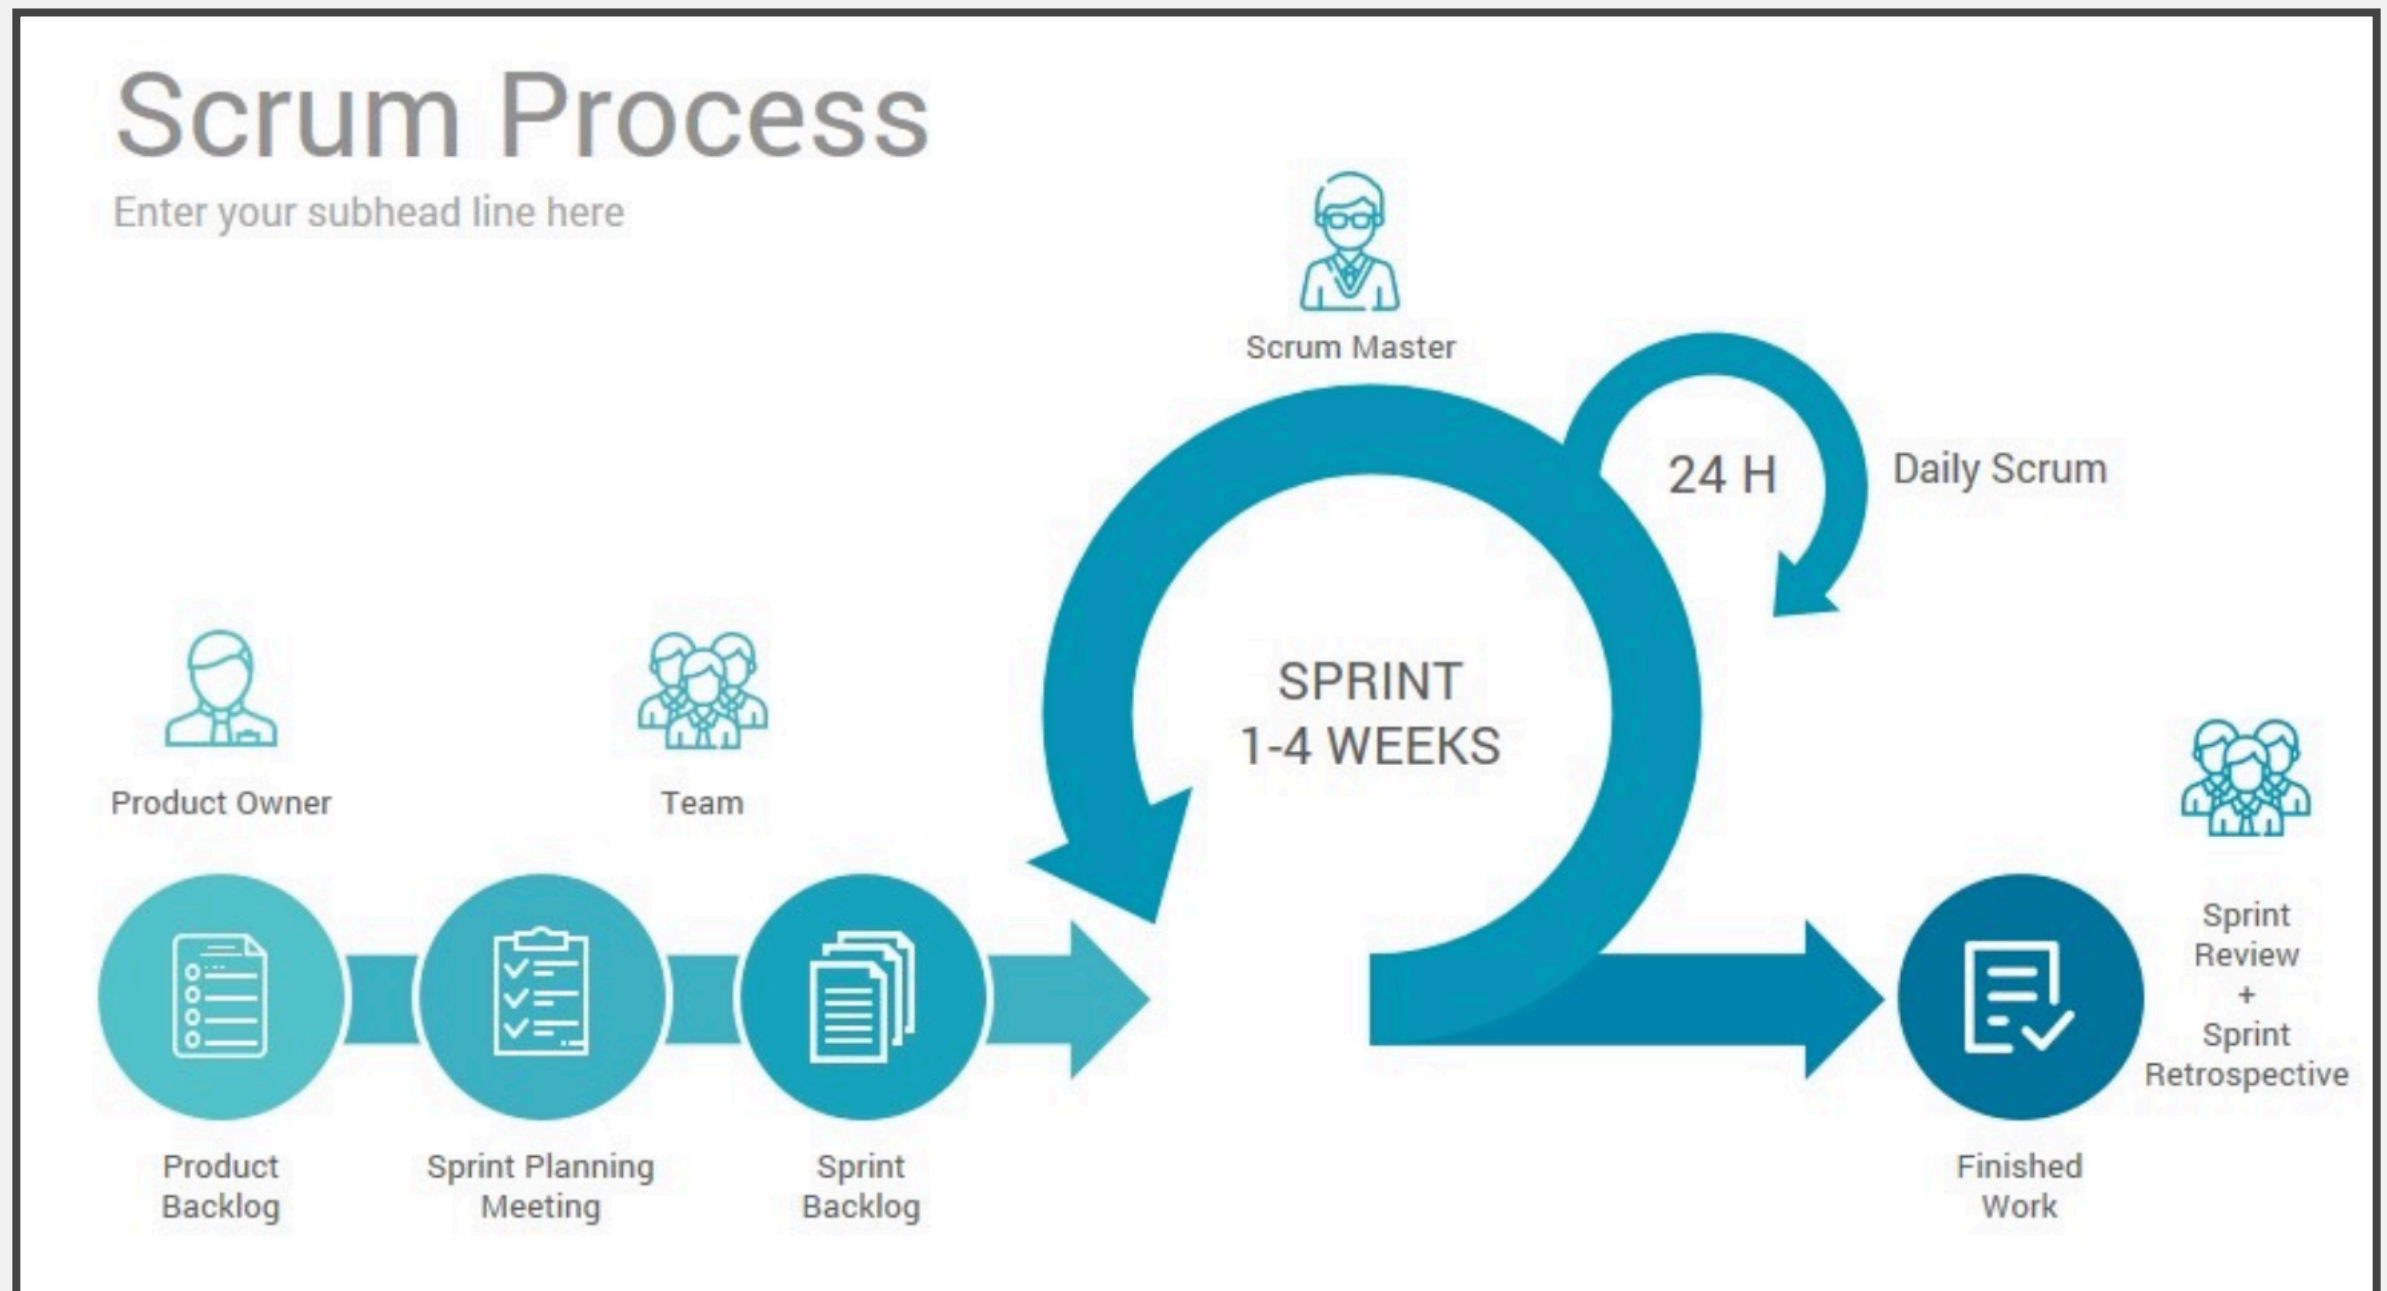 Scrum Process
Enter your subhead line here
Scrum Master
24 H
Daily Scrum
SPRINT
1-4 WEEKS
Product Owner
Team
Product
Backlog
Sprint Planning
Meeting
Sprint
Backlog
Finished
Work
Sprint
Review
+
Sprint
Retrospective